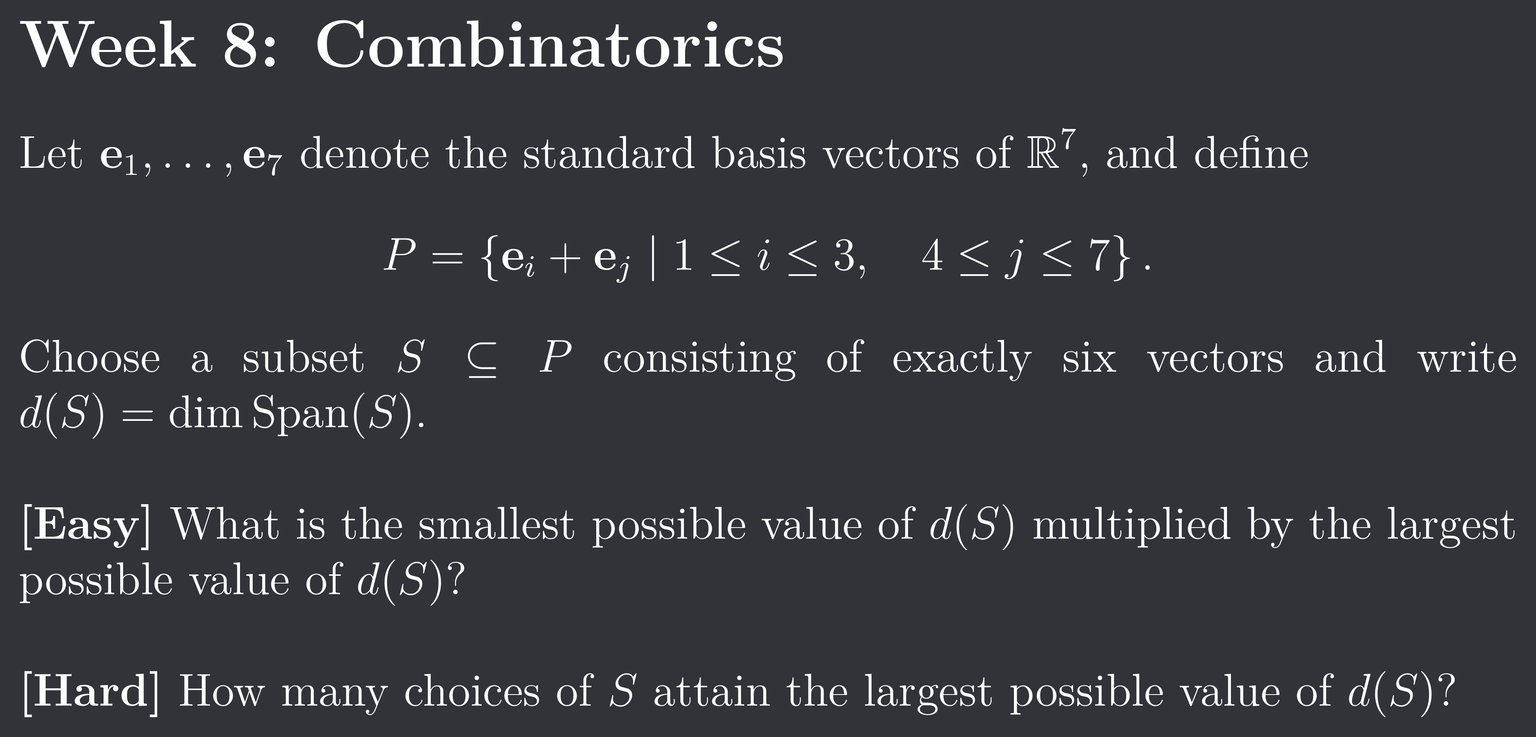 Week 8: Combinatorics
Let e₁, . . . , e₇ denote the standard basis vectors of ℝ⁷, and define
P = {eᵢ + eⱼ | 1 ≤ i ≤ 3, 4 ≤ j ≤ 7} .
Choose a subset S ⊆ P consisting of exactly six vectors and write
d(S) = dim Span(S).
[Easy] What is the smallest possible value of d(S) multiplied by the largest
possible value of d(S)?
[Hard] How many choices of S attain the largest possible value of d(S)?